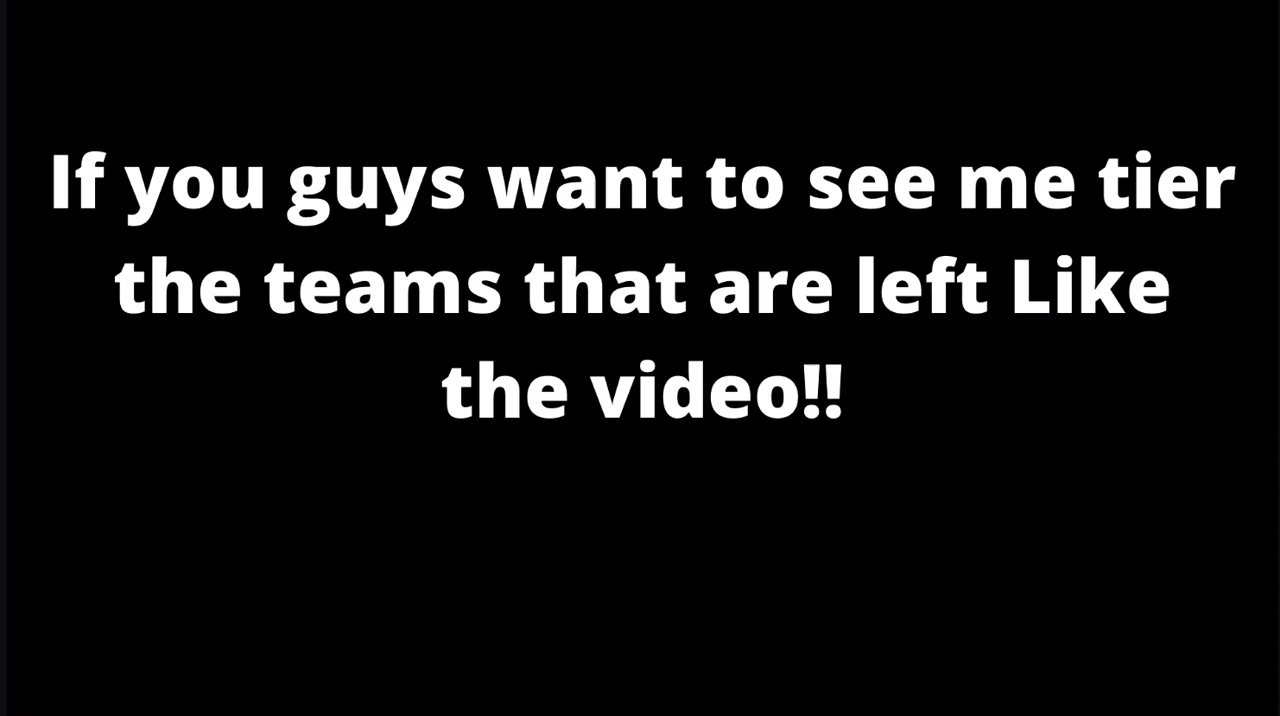 If you guys want to see me tier
the teams that are left Like
the video!!